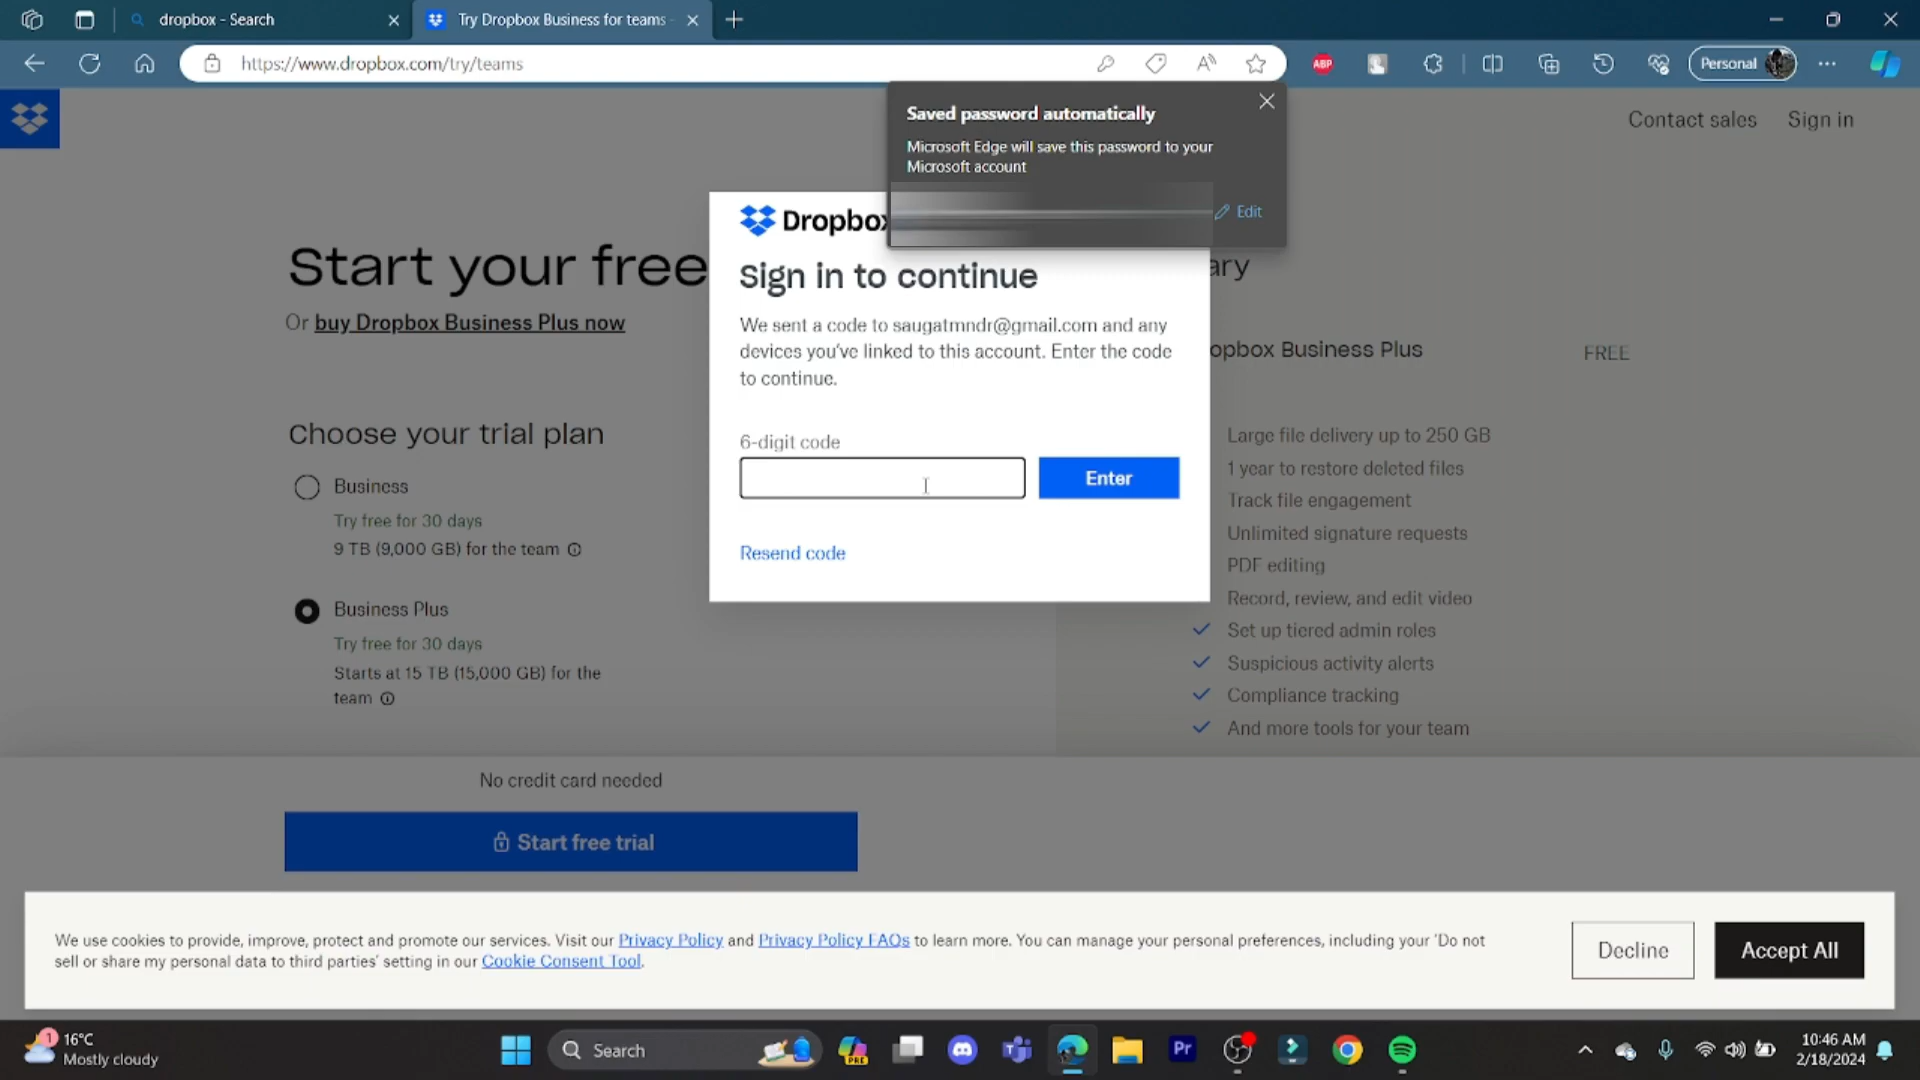 dropbox - Search
Try Dropbox Business for teams -
https://www.dropbox.com/try/teams
ABP
Personal
Saved password automatically
Microsoft Edge will save this password to your
Microsoft account
Edit
Contact sales
Sign in
Dropbox
Start your free
Or buy Dropbox Business Plus now
Sign in to continue
We sent a code to saugatmndr@gmail.com and any
devices you've linked to this account. Enter the code
to continue.
6-digit code
Enter
Resend code
ary
opbox Business Plus
FREE
Large file delivery up to 250 GB
1 year to restore deleted files
Track file engagement
Unlimited signature requests
PDF editing
Record, review, and edit video
Set up tiered admin roles
Suspicious activity alerts
Compliance tracking
And more tools for your team
Choose your trial plan
Business
Try free for 30 days
9 TB (9,000 GB) for the team
Business Plus
Try free for 30 days
Starts at 15 TB (15,000 GB) for the
team
No credit card needed
Start free trial
We use cookies to provide, improve, protect and promote our services. Visit our Privacy Policy and Privacy Policy FAQs to learn more. You can manage your personal preferences, including your 'Do not
sell or share my personal data to third parties' setting in our Cookie Consent Tool.
Decline
Accept All
1
16°C
Mostly cloudy
Search
PRE
Pr
10:46 AM
2/18/2024